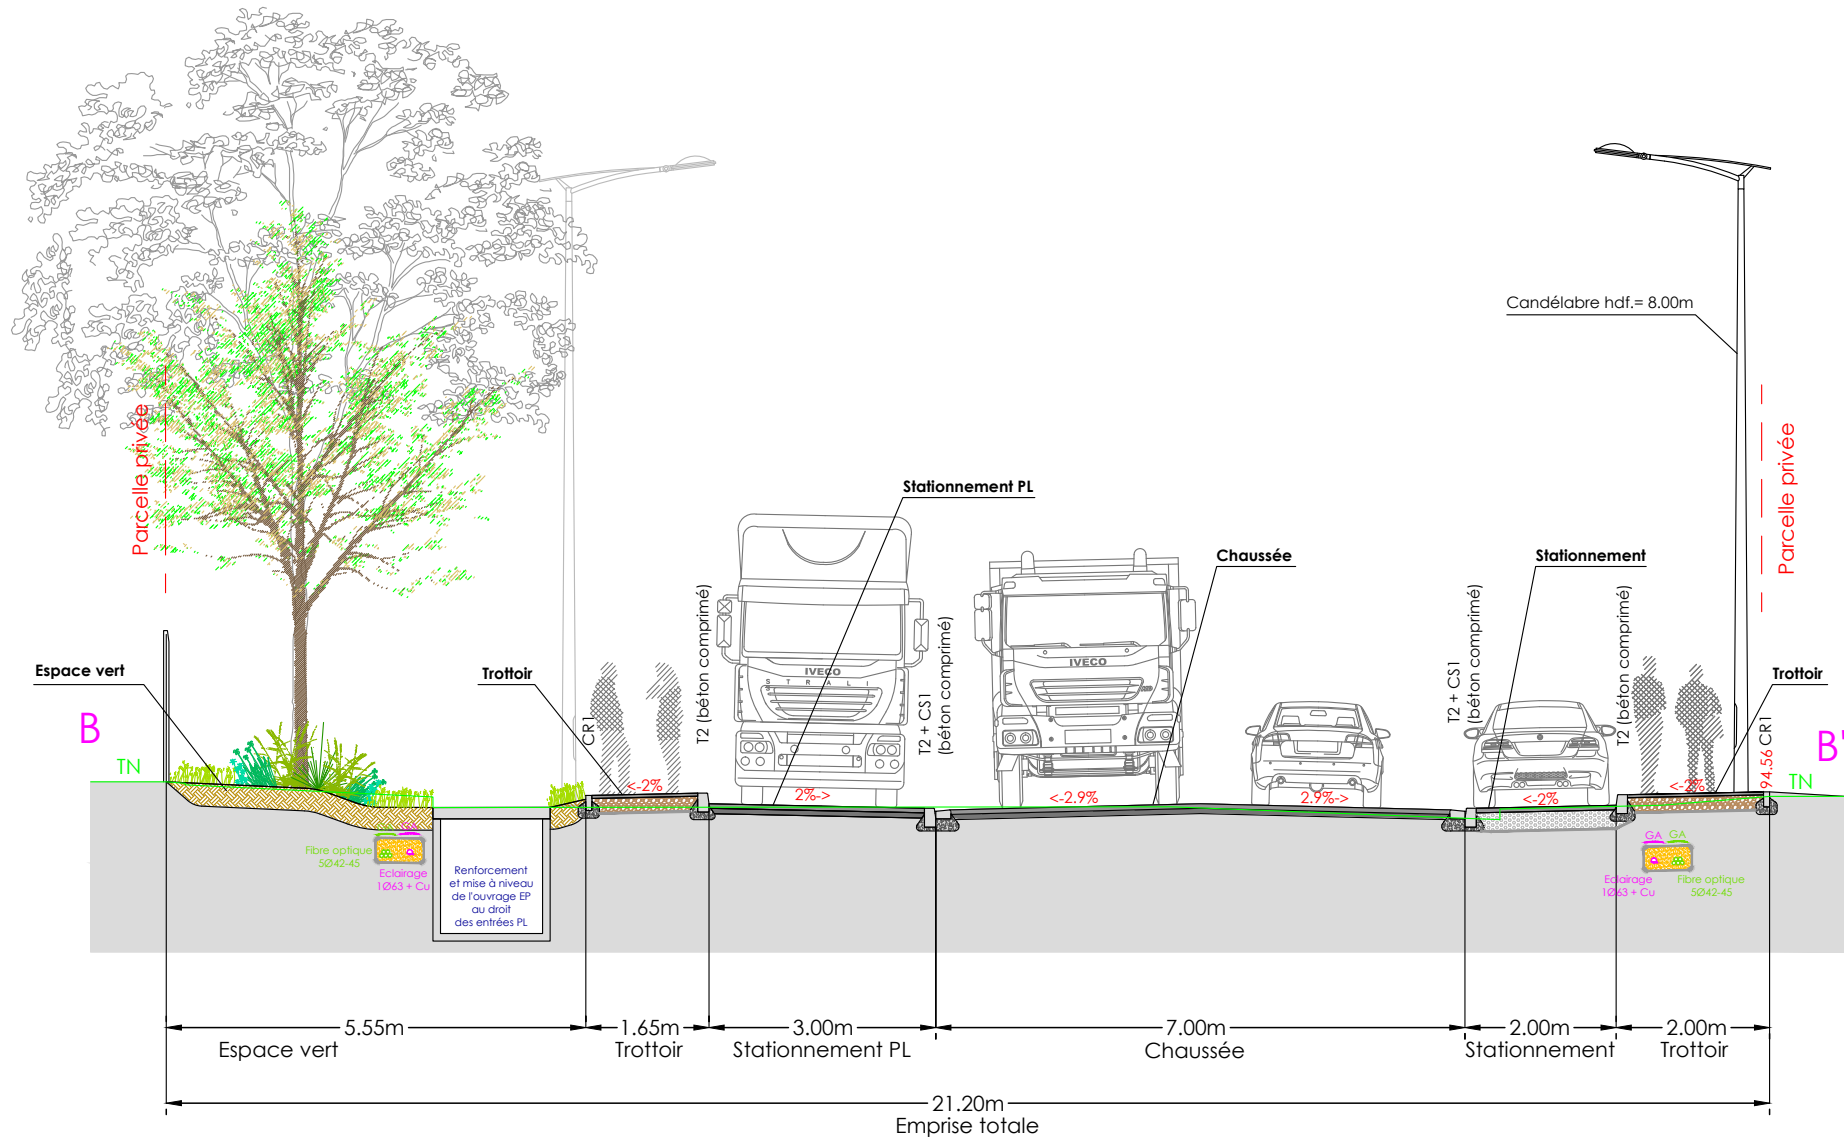 Candélabre hdf.= 8.00m
Parcelle privée
Parcelle privée
Stationnement PL
Chaussée
Stationnement
T2 (béton comprimé)
T2 + CS1
(béton comprimé)
T2 + CS1
(béton comprimé)
T2 (béton comprimé)
Espace vert
Trottoir
Trottoir
IVECO
STRALI
IVECO
CR1
94.56 CR1
B
B'
TN
TN
<-2%
2%->
<-2.9%
2.9%->
<-2%
<-2%
GA GA
Fibre optique
5Ø42-45
Eclairage
1Ø63 + Cu
Renforcement
et mise à niveau
de l'ouvrage EP
au droit
des entrées PL
Eclairage
1Ø63 + Cu
Fibre optique
5Ø42-45
5.55m
1.65m
3.00m
7.00m
2.00m
2.00m
Espace vert
Trottoir
Stationnement PL
Chaussée
Stationnement
Trottoir
21.20m
Emprise totale